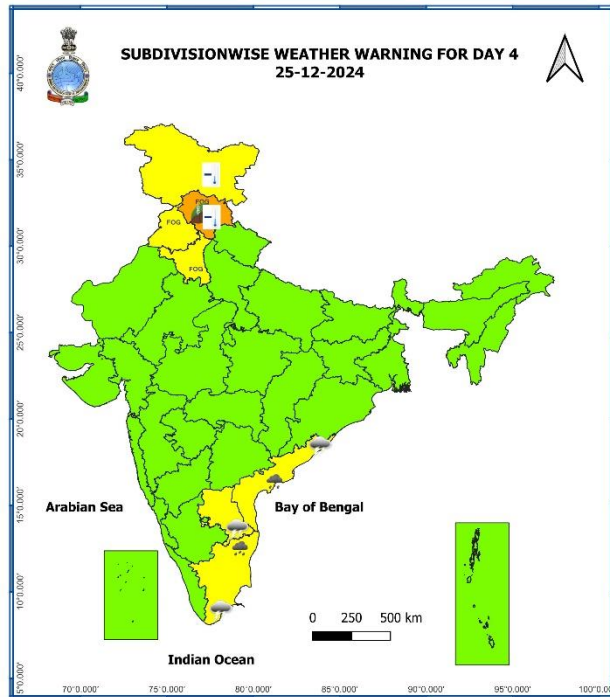 SUBDIVISIONWISE WEATHER WARNING FOR DAY 4
25-12-2024
40°0.000'
35°0.000'
30°0.000'
25°0.000'
20°0.000'
15°0.000'
10°0.000'
5°0.000'
FOG
FOG
FOG
Arabian Sea
Bay of Bengal
0 250 500 km
Indian Ocean
70°0.000' 75°0.000' 80°0.000' 85°0.000' 90°0.000' 95°0.000' 100°0.00